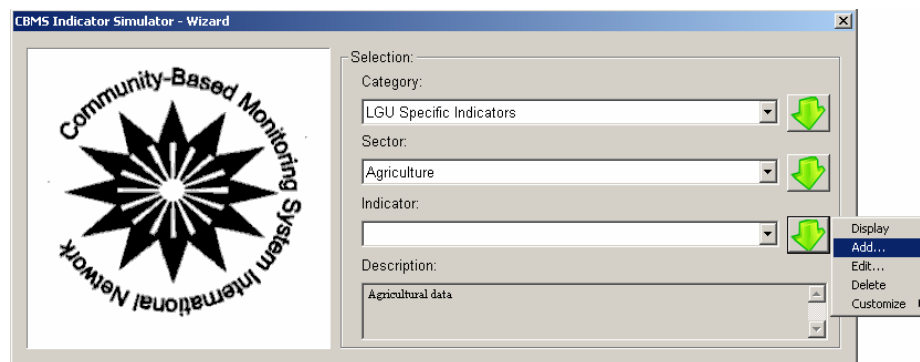 CBMS Indicator Simulator - Wizard
Community-Based Monitoring System International Network
Selection:
Category:
LGU Specific Indicators
Sector:
Agriculture
Indicator:
Description:
Agricultural data
Display
Add...
Edit...
Delete
Customize